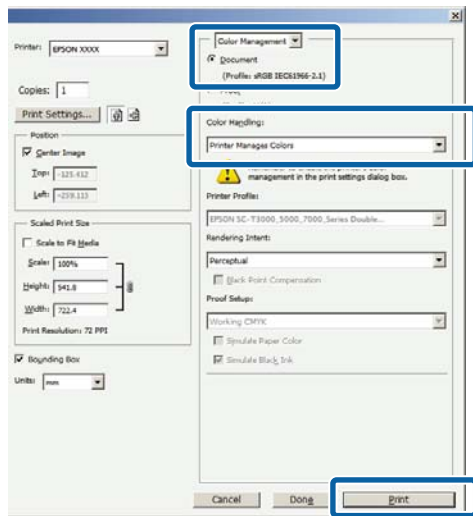 Printer: EPSON XXXX
Copies: 1
Print Settings...
Position
Center Image
Top: -125.412
Left: -259.113
Scaled Print Size
Scale to Fit Media
Scale: 100%
Height: 541.8
Width: 722.4
Print Resolution: 72 PPI
Bounding Box
Units: mm
Color Management
Document
(Profile: sRGB IEC61966-2.1)
Color Handling:
Printer Manages Colors
management in the print settings dialog box.
Printer Profile:
EPSON SC-T3000_5000_7000_Series Double...
Rendering Intent:
Perceptual
Black Point Compensation
Proof Setup:
Working CMYK
Simulate Paper Color
Simulate Black Ink
Cancel
Done
Print